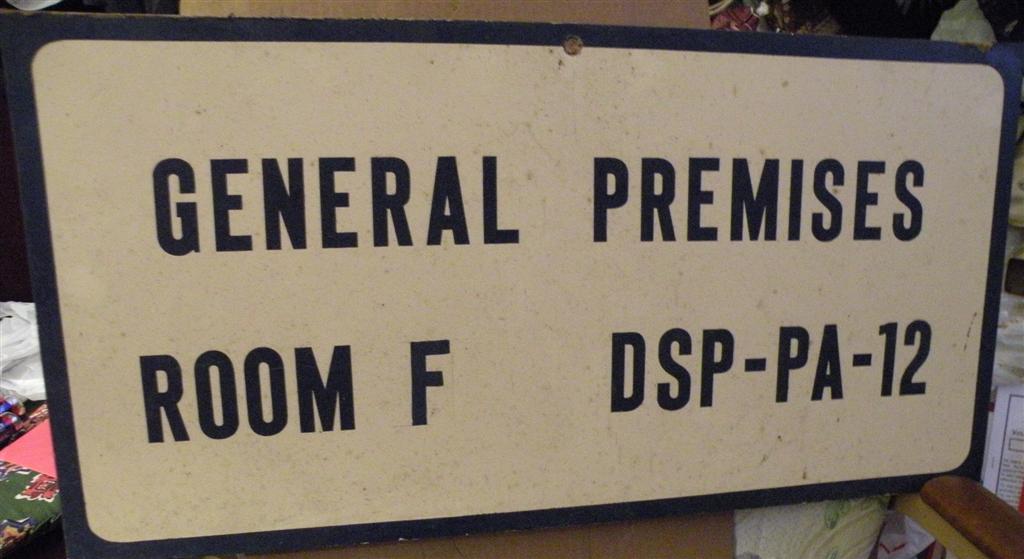 GENERAL PREMISES
ROOM F DSP-PA-12